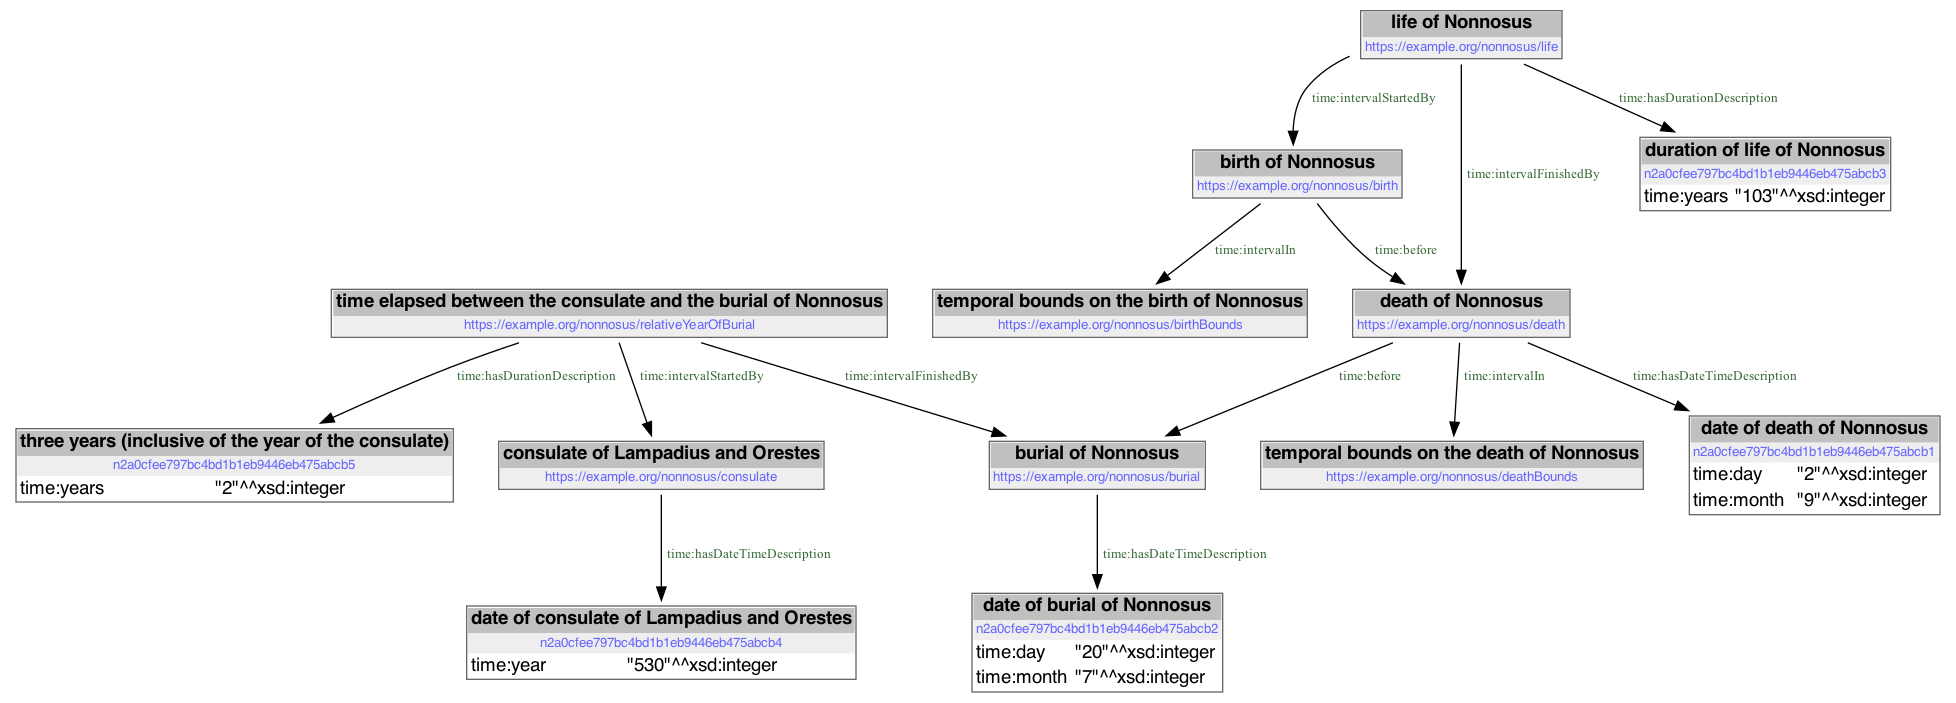 life of Nonnosus
https://example.org/nonnosus/life
time:intervalStartedBy
time:hasDurationDescription
birth of Nonnosus
https://example.org/nonnosus/birth
time:intervalFinishedBy
duration of life of Nonnosus
n2a0cfee797bc4bd1b1eb9446eb475abcb3
time:years "103"^^xsd:integer
time:intervalIn
time:before
time elapsed between the consulate and the burial of Nonnosus
https://example.org/nonnosus/relativeYearOfBurial
temporal bounds on the birth of Nonnosus
https://example.org/nonnosus/birthBounds
death of Nonnosus
https://example.org/nonnosus/death
time:hasDurationDescription
time:intervalStartedBy
time:intervalFinishedBy
time:before
time:intervalIn
time:hasDateTimeDescription
three years (inclusive of the year of the consulate)
n2a0cfee797bc4bd1b1eb9446eb475abcb5
time:years "2"^^xsd:integer
consulate of Lampadius and Orestes
https://example.org/nonnosus/consulate
burial of Nonnosus
https://example.org/nonnosus/burial
temporal bounds on the death of Nonnosus
https://example.org/nonnosus/deathBounds
date of death of Nonnosus
n2a0cfee797bc4bd1b1eb9446eb475abcb1
time:day "2"^^xsd:integer
time:month "9"^^xsd:integer
time:hasDateTimeDescription
time:hasDateTimeDescription
date of consulate of Lampadius and Orestes
n2a0cfee797bc4bd1b1eb9446eb475abcb4
time:year "530"^^xsd:integer
date of burial of Nonnosus
n2a0cfee797bc4bd1b1eb9446eb475abcb2
time:day "20"^^xsd:integer
time:month "7"^^xsd:integer